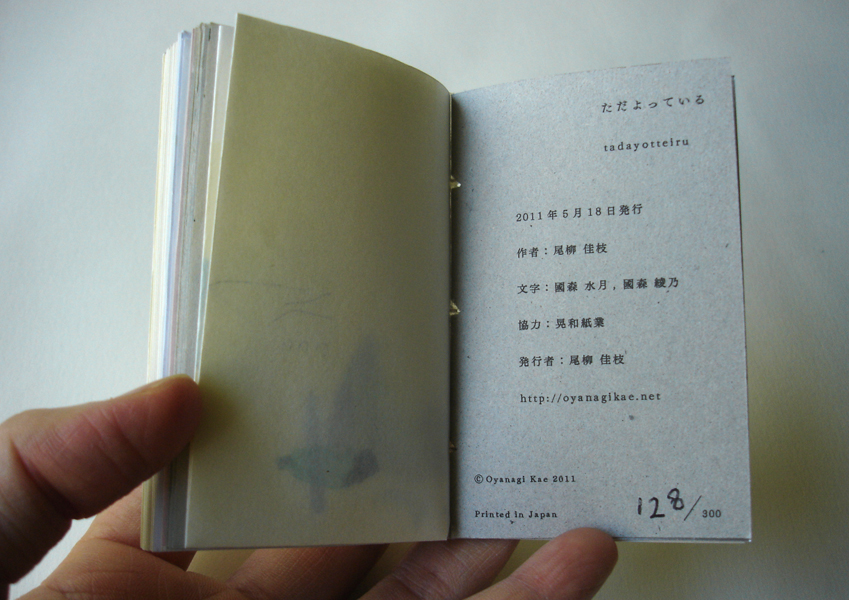 ただよっている
tadayotteiru
2011年5月18日発行
作者：尾柳 佳枝
文字：國森 水月, 國森 綾乃
協力：晃和紙業
発行者：尾柳 佳枝
http://oyanagikae.net
©Oyanagi Kae 2011
Printed in Japan
128/300